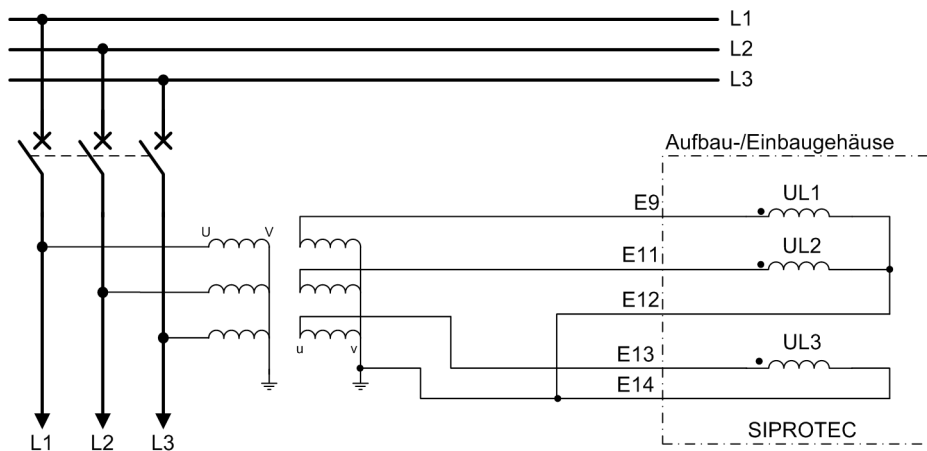 L1
L2
L3
Aufbau-/Einbaugehäuse
E9
UL1
U
V
E11
UL2
E12
u
v
E13
UL3
E14
L1
L2
L3
SIPROTEC